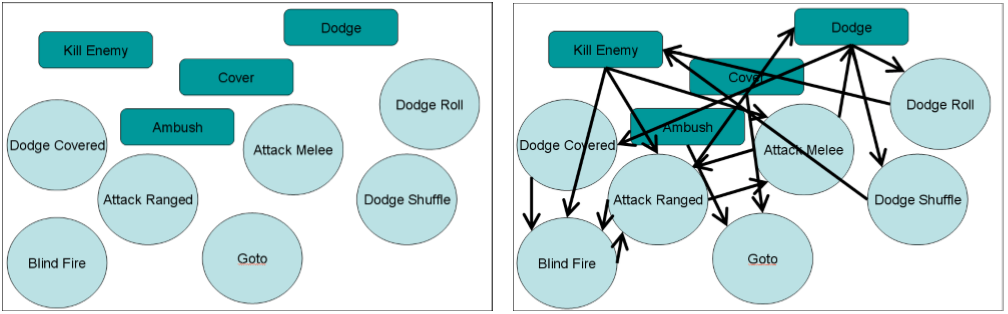 Dodge
Kill Enemy
Cover
Dodge Roll
Ambush
Dodge Covered
Attack Melee
Attack Ranged
Dodge Shuffle
Blind Fire
Goto
Dodge
Kill Enemy
Cover
Dodge Roll
Ambush
Dodge Covered
Attack Melee
Attack Ranged
Dodge Shuffle
Blind Fire
Goto